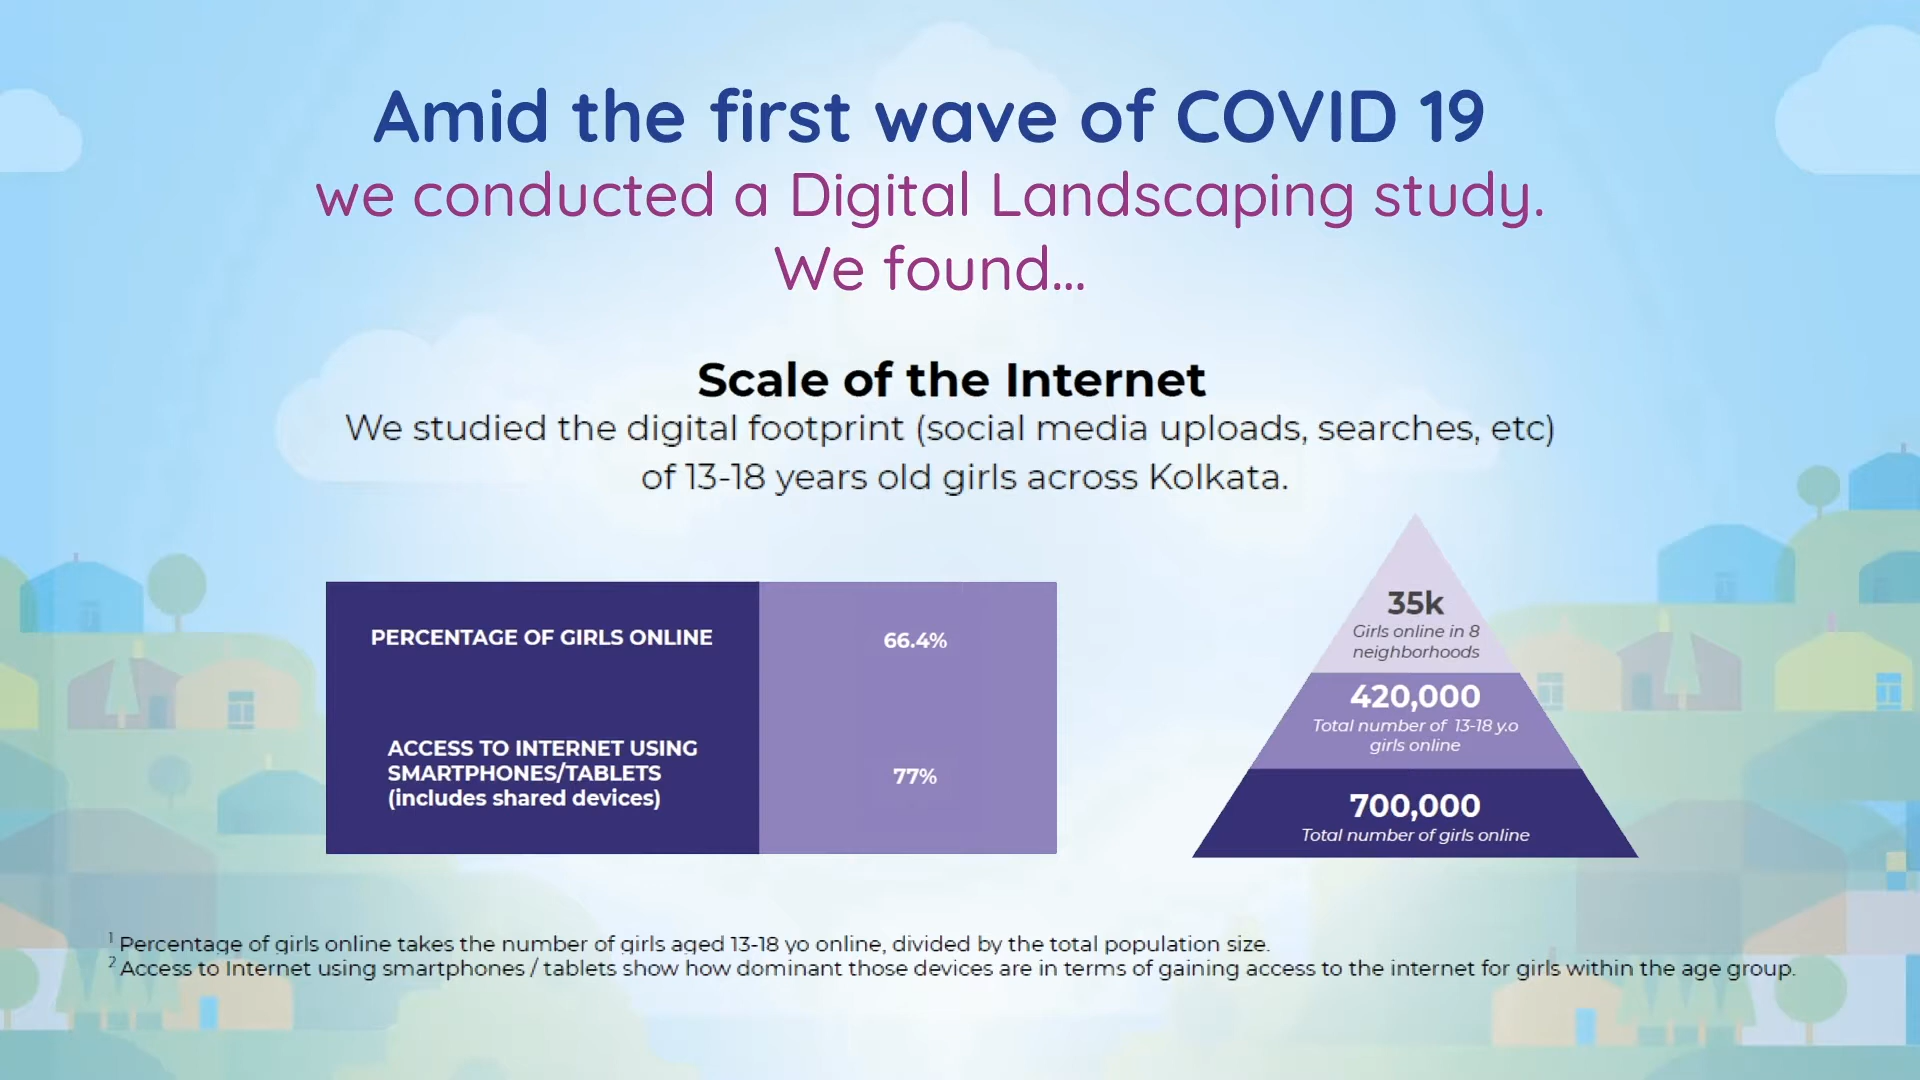 Amid the first wave of COVID 19
we conducted a Digital Landscaping study.
We found...
Scale of the Internet
We studied the digital footprint (social media uploads, searches, etc)
of 13-18 years old girls across Kolkata.
PERCENTAGE OF GIRLS ONLINE
66.4%
ACCESS TO INTERNET USING
SMARTPHONES/TABLETS
(includes shared devices)
77%
35k
Girls online in 8
neighborhoods
420,000
Total number of 13-18 y.o
girls online
700,000
Total number of girls online
1 Percentage of girls online takes the number of girls aged 13-18 yo online, divided by the total population size.
2 Access to Internet using smartphones / tablets show how dominant those devices are in terms of gaining access to the internet for girls within the age group.